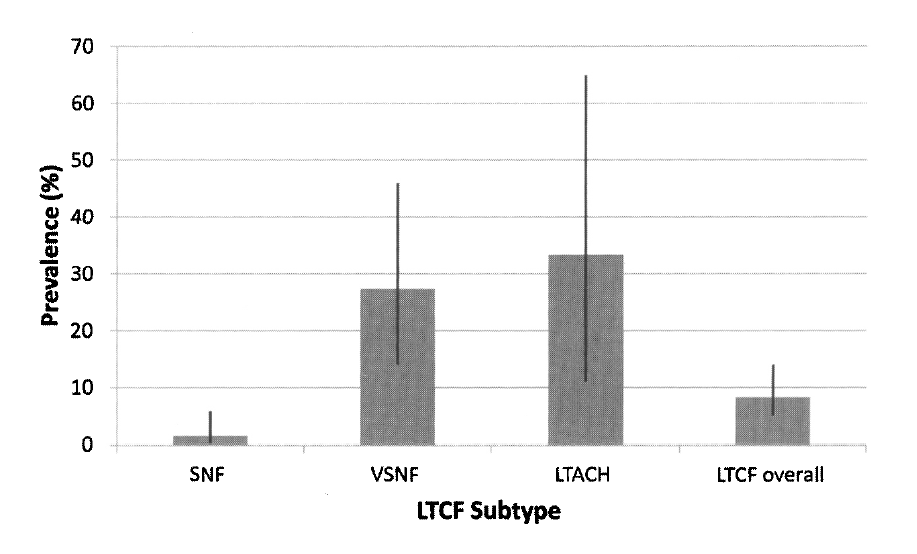 70
60
50
40
30
20
10
0
Prevalence (%)
SNF VSNF LTACH LTCF overall
LTCF Subtype